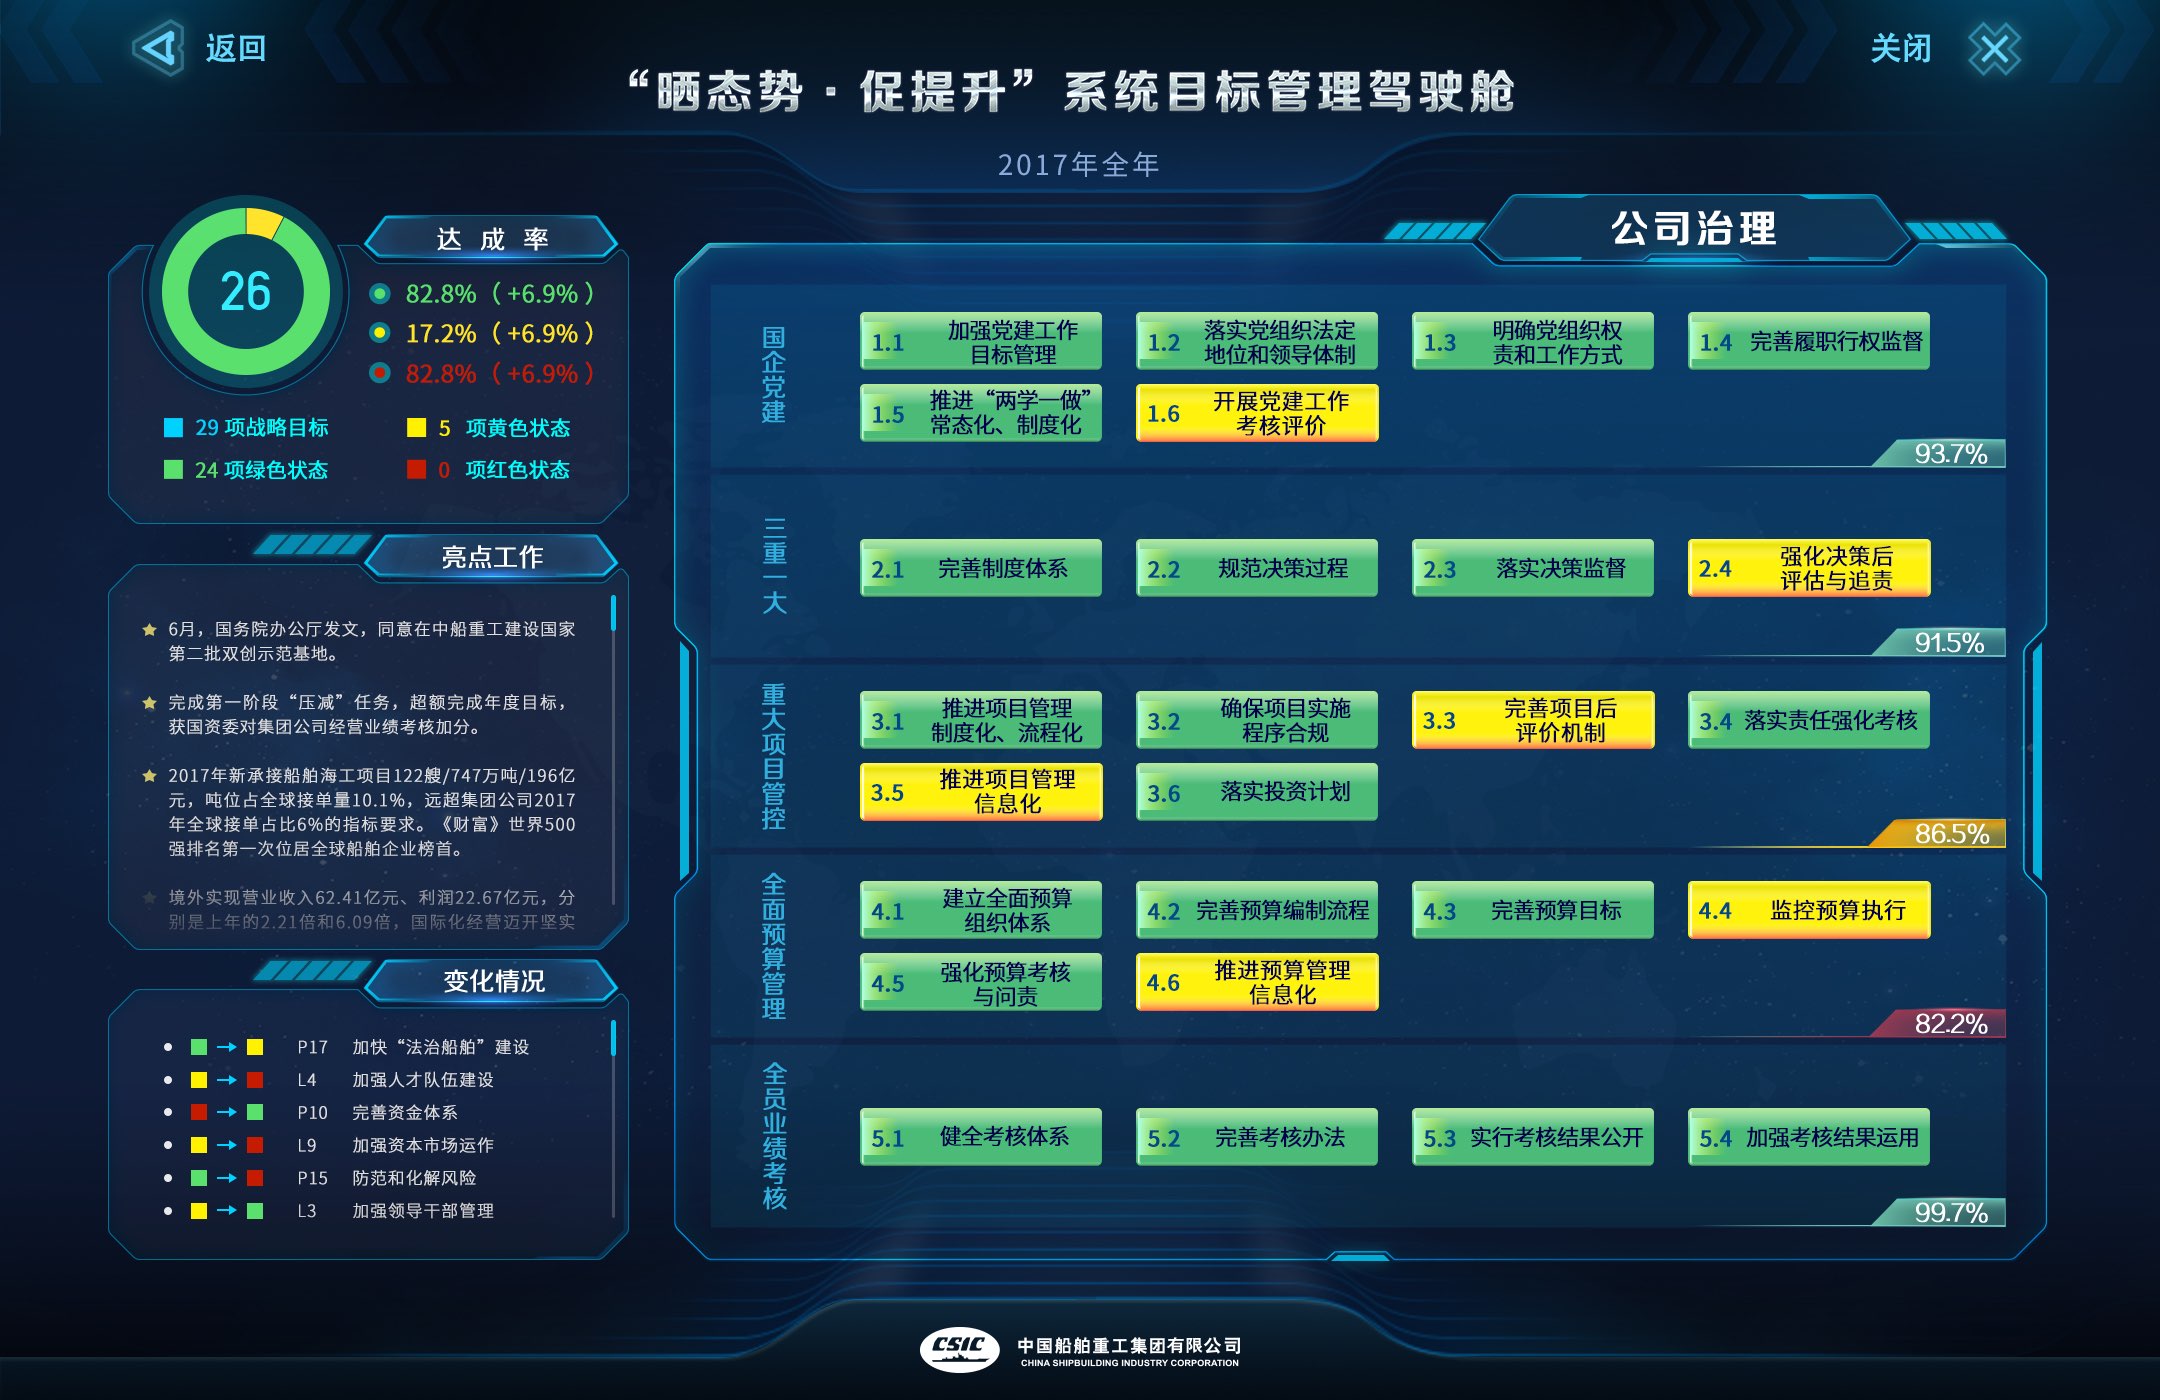 返回
关闭
“晒态势·促提升”系统目标管理驾驶舱
2017年全年
26
达成率
82.8%（+6.9%）
17.2%（+6.9%）
82.8%（+6.9%）
29 项战略目标
5 项黄色状态
24 项绿色状态
0 项红色状态
亮点工作
6月，国务院办公厅发文，同意在中船重工建设国家
第二批双创示范基地。
完成第一阶段“压减”任务，超额完成年度目标，
获国资委对集团公司经营业绩考核加分。
2017年新承接船舶海工项目122艘/747万吨/196亿
元，吨位占全球接单量10.1%，远超集团公司2017
年全球接单占比6%的指标要求。《财富》世界500
强排名第一次位居全球船舶企业榜首。
境外实现营业收入62.41亿元、利润22.67亿元，分
别是上年的2.21倍和6.09倍，国际化经营迈开坚实
变化情况
P17 加快“法治船舶”建设
L4 加强人才队伍建设
P10 完善资金体系
L9 加强资本市场运作
P15 防范和化解风险
L3 加强领导干部管理
公司治理
国企党建
1.1 加强党建工作
目标管理
1.2 落实党组织法定
地位和领导体制
1.3 明确党组织权
责和工作方式
1.4 完善履职行权监督
1.5 推进“两学一做”
常态化、制度化
1.6 开展党建工作
考核评价
93.7%
三重一大
2.1 完善制度体系
2.2 规范决策过程
2.3 落实决策监督
2.4 强化决策后
评估与追责
91.5%
重大项目管控
3.1 推进项目管理
制度化、流程化
3.2 确保项目实施
程序合规
3.3 完善项目后
评价机制
3.4 落实责任强化考核
3.5 推进项目管理
信息化
3.6 落实投资计划
86.5%
全面预算管理
4.1 建立全面预算
组织体系
4.2 完善预算编制流程
4.3 完善预算目标
4.4 监控预算执行
4.5 强化预算考核
与问责
4.6 推进预算管理
信息化
82.2%
全员业绩考核
5.1 健全考核体系
5.2 完善考核办法
5.3 实行考核结果公开
5.4 加强考核结果运用
99.7%
CSIC
中国船舶重工集团有限公司
CHINA SHIPBUILDING INDUSTRY CORPORATION